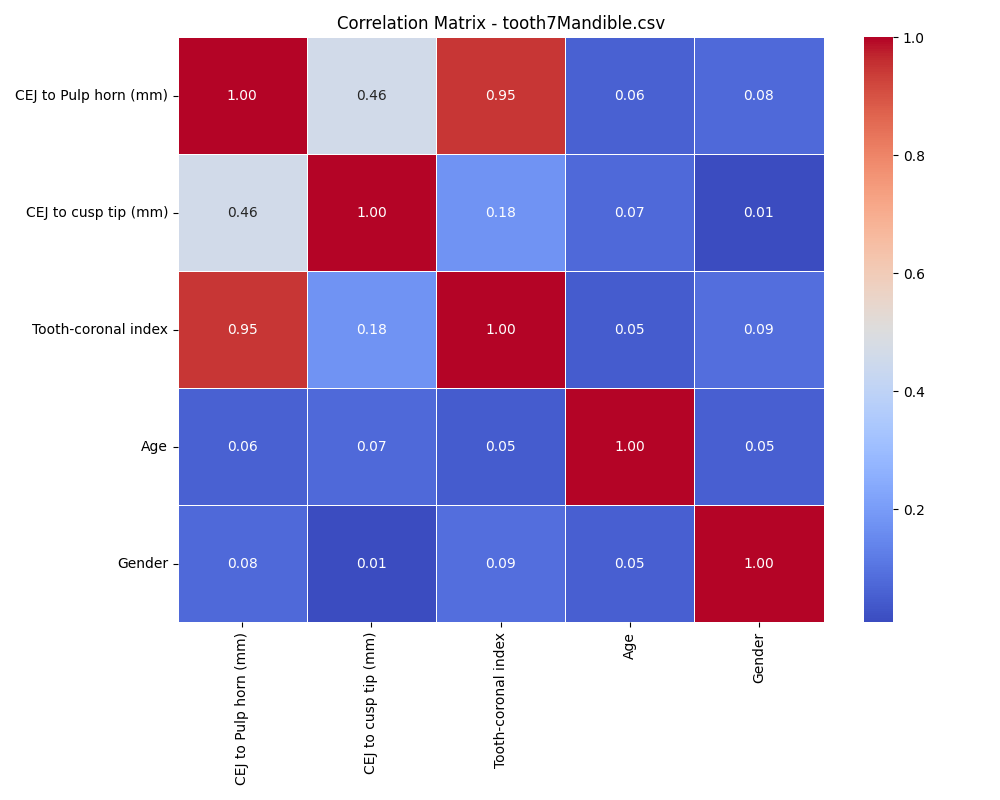 Correlation Matrix - tooth7Mandible.csv
CEJ to Pulp horn (mm) 1.00 0.46 0.95 0.06 0.08
CEJ to cusp tip (mm) 0.46 1.00 0.18 0.07 0.01
Tooth-coronal index 0.95 0.18 1.00 0.05 0.09
Age 0.06 0.07 0.05 1.00 0.05
Gender 0.08 0.01 0.09 0.05 1.00
CEJ to Pulp horn (mm)
CEJ to cusp tip (mm)
Tooth-coronal index
Age
Gender
1.0
0.8
0.6
0.4
0.2